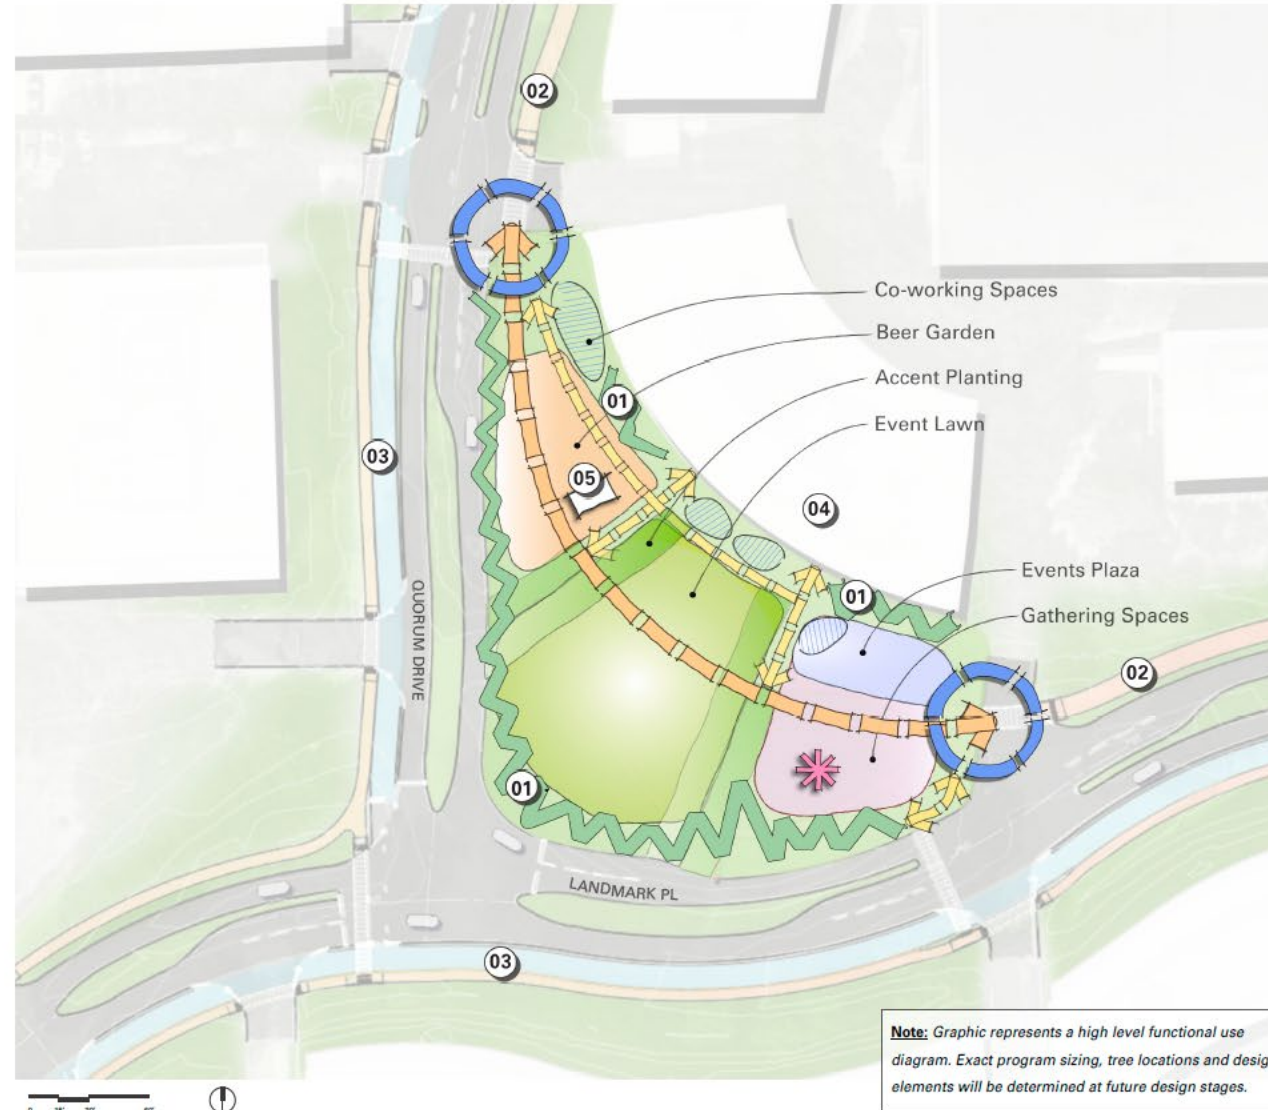 02
Co-working Spaces
Beer Garden
01
Accent Planting
Event Lawn
03
05
04
Events Plaza
01
Gathering Spaces
QUORUM DRIVE
02
01
LANDMARK PL
03
Note: Graphic represents a high level functional use
diagram. Exact program sizing, tree locations and desig
elements will be determined at future design stages.